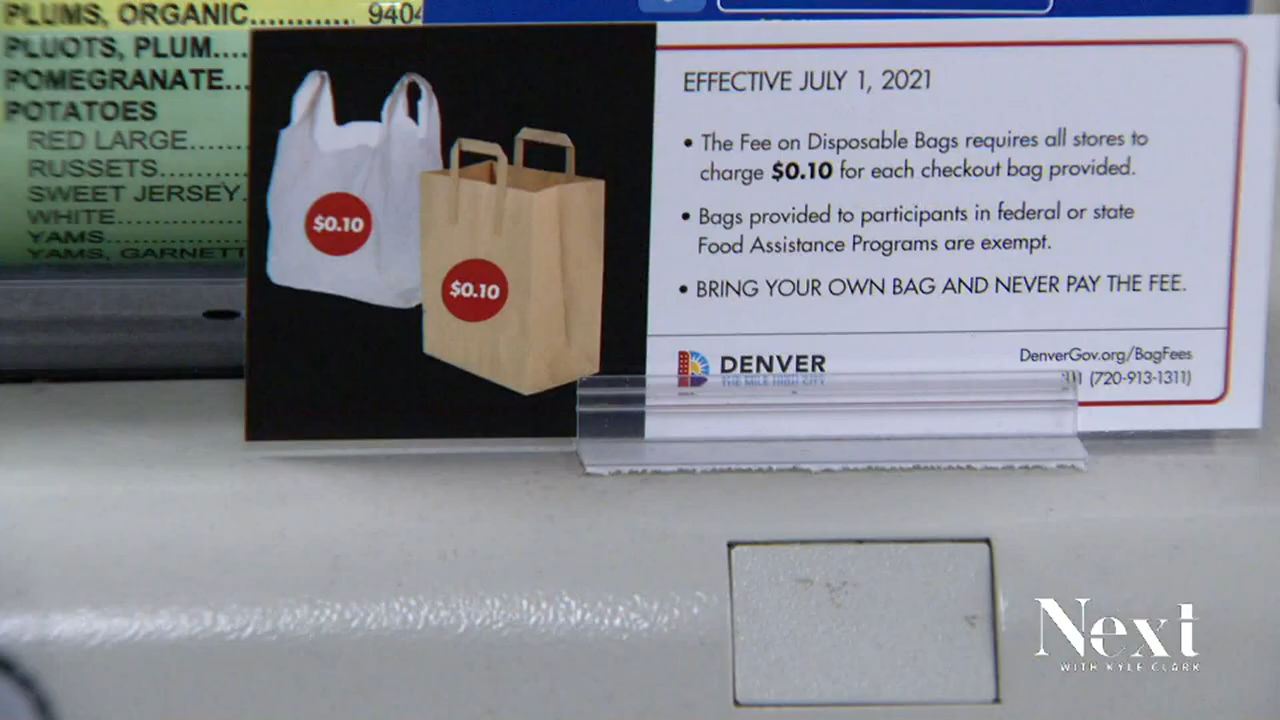 PLUMS, ORGANIC............... 9404
PLUOTS, PLUM....
POMEGRANATE...
POTATOES
RED LARGE.......
RUSSETS..........
SWEET JERSEY.
WHITE...............
YAMS................
YAMS, GARNETT
$0.10
$0.10
EFFECTIVE JULY 1, 2021
• The Fee on Disposable Bags requires all stores to
charge $0.10 for each checkout bag provided.
• Bags provided to participants in federal or state
Food Assistance Programs are exempt.
• BRING YOUR OWN BAG AND NEVER PAY THE FEE.
DENVER
THE MILE HIGH CITY
DenverGov.org/BagFees
(720-913-1311)
Next
WITH KYLE CLARK